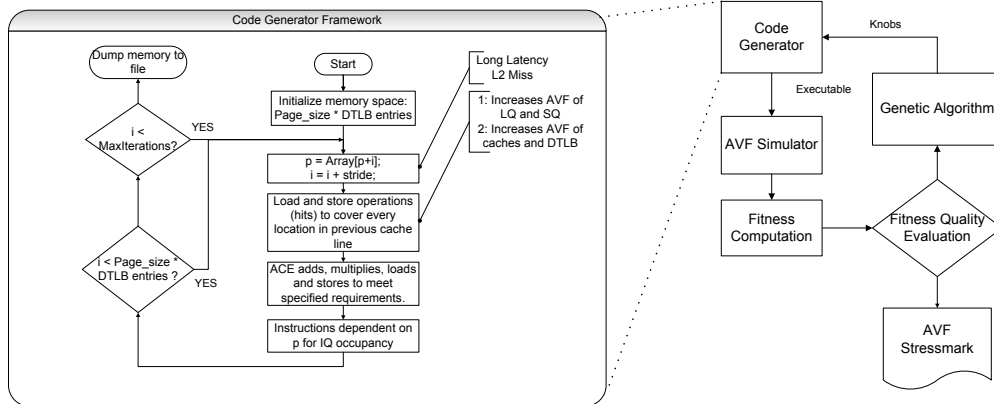 Code Generator Framework
Dump memory to
file
Start
Initialize memory space:
Page_size * DTLB entries
i <
MaxIterations?
YES
p = Array[p+i];
i = i + stride;
Load and store operations
(hits) to cover every
location in previous cache
line
i < Page_size *
DTLB entries ?
YES
ACE adds, multiplies, loads
and stores to meet
specified requirements.
Instructions dependent on
p for IQ occupancy
Long Latency
L2 Miss
1: Increases AVF of
LQ and SQ
2: Increases AVF of
caches and DTLB
Code
Generator
Knobs
Executable
Genetic Algorithm
AVF Simulator
Fitness
Computation
Fitness Quality
Evaluation
AVF
Stressmark